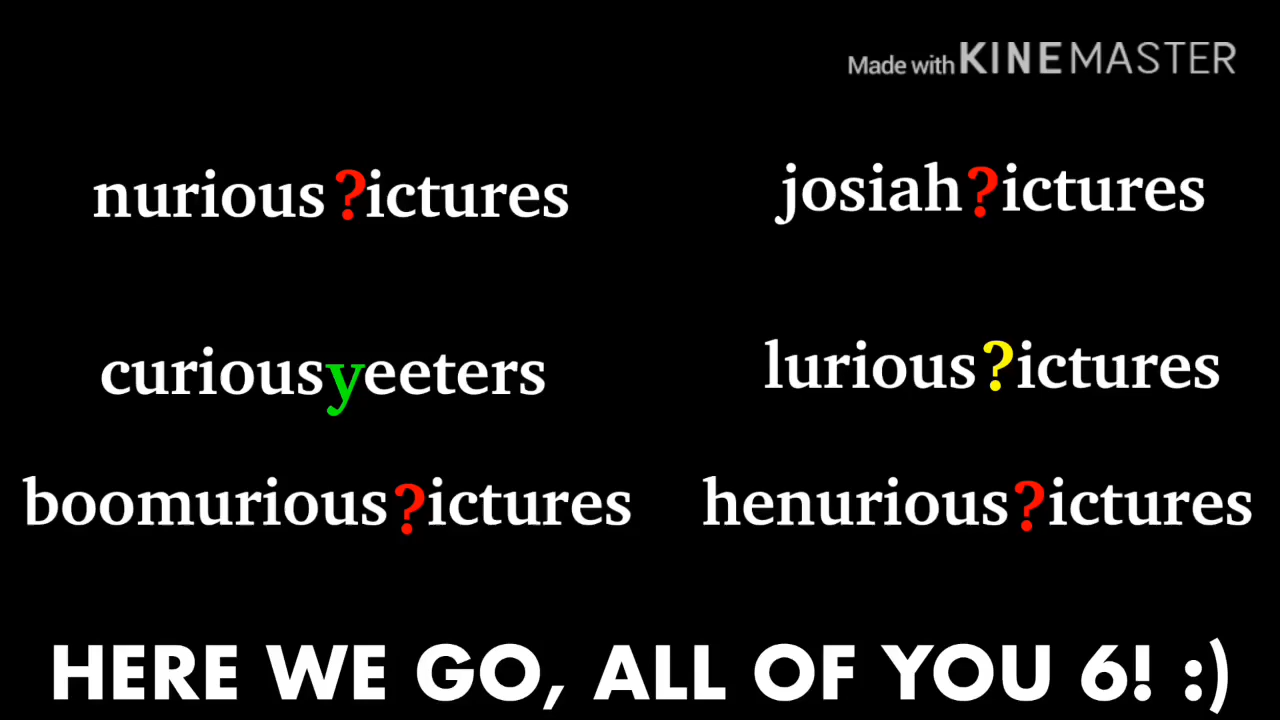 Made with KINEMASTER
nurious?ictures
josiah?ictures
curiousyeeters
lurious?ictures
boomurious?ictures
henurious?ictures
HERE WE GO, ALL OF YOU 6! :)